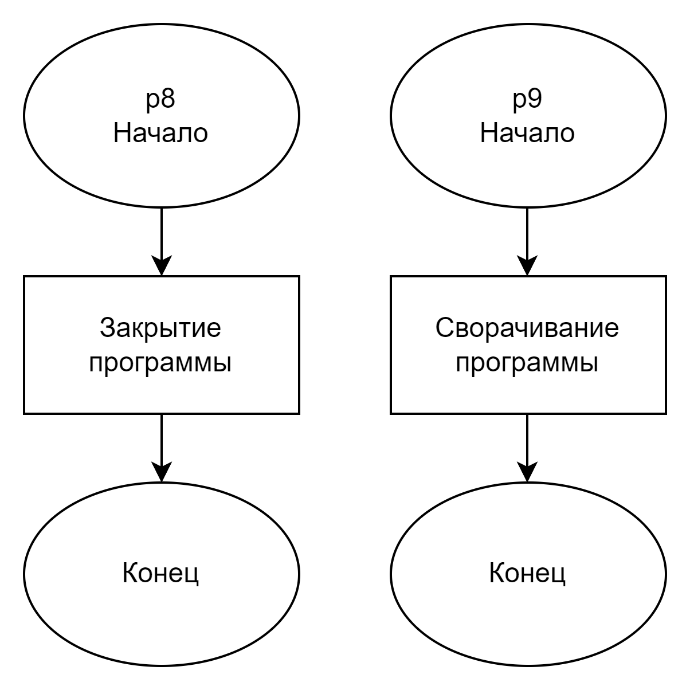 p8
Начало
Закрытие
программы
Конец
p9
Начало
Сворачивание
программы
Конец